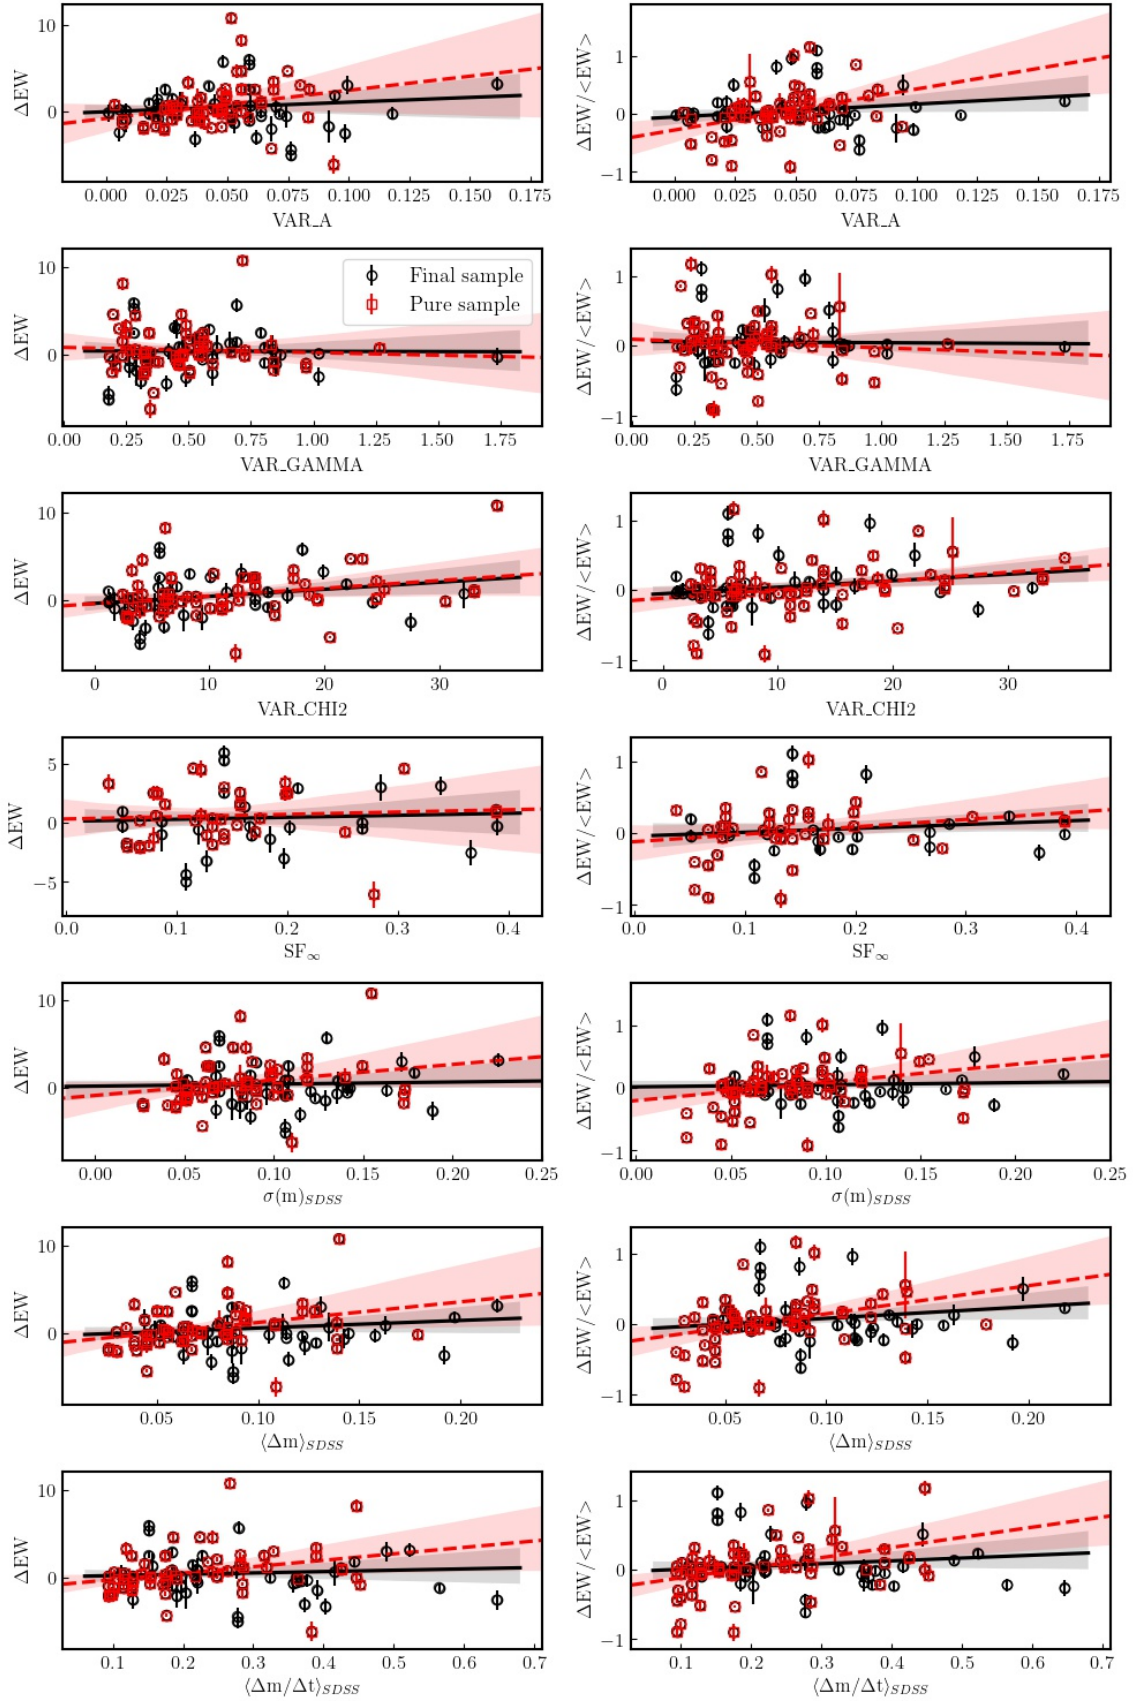 10
0
ΔEW
0.000 0.025 0.050 0.075 0.100 0.125 0.150 0.175
VAR_A
1
0
−1
ΔEW/<EW>
0.000 0.025 0.050 0.075 0.100 0.125 0.150 0.175
VAR_A
10
0
ΔEW
Final sample
Pure sample
0.00 0.25 0.50 0.75 1.00 1.25 1.50 1.75
VAR_GAMMA
1
0
−1
ΔEW/<EW>
0.00 0.25 0.50 0.75 1.00 1.25 1.50 1.75
VAR_GAMMA
10
0
ΔEW
0 10 20 30
VAR_CHI2
1
0
−1
ΔEW/<EW>
0 10 20 30
VAR_CHI2
5
0
−5
ΔEW
0.0 0.1 0.2 0.3 0.4
SF∞
1
0
−1
ΔEW/<EW>
0.0 0.1 0.2 0.3 0.4
SF∞
10
0
ΔEW
0.00 0.05 0.10 0.15 0.20 0.25
σ(m)SDSS
1
0
−1
ΔEW/<EW>
0.00 0.05 0.10 0.15 0.20 0.25
σ(m)SDSS
10
0
ΔEW
0.05 0.10 0.15 0.20
⟨Δm⟩SDSS
1
0
−1
ΔEW/<EW>
0.05 0.10 0.15 0.20
⟨Δm⟩SDSS
10
0
ΔEW
0.1 0.2 0.3 0.4 0.5 0.6 0.7
⟨Δm/Δt⟩SDSS
1
0
−1
ΔEW/<EW>
0.1 0.2 0.3 0.4 0.5 0.6 0.7
⟨Δm/Δt⟩SDSS